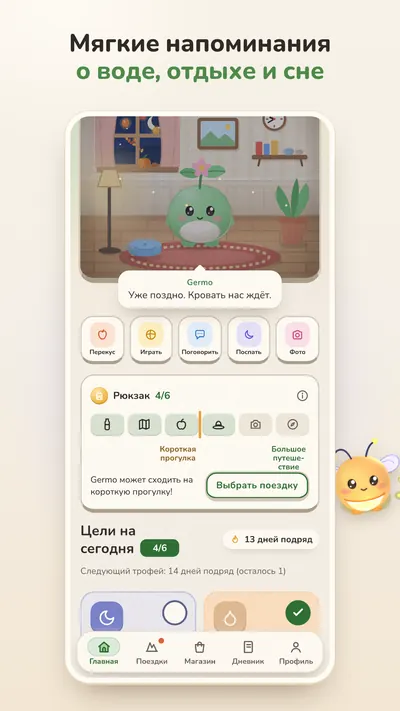 Мягкие напоминания
о воде, отдыхе и сне
Germo
Уже поздно. Кровать нас ждёт.
Перекус
Играть
Поговорить
Поспать
Фото
Рюкзак 4/6
Короткая
прогулка
Большое
путеше-
ствие
Germo может сходить на
короткую прогулку!
Выбрать поездку
Цели на
сегодня 4/6
13 дней подряд
Следующий трофей: 14 дней подряд (осталось 1)
Главная
Поездки
Магазин
Дневник
Профиль